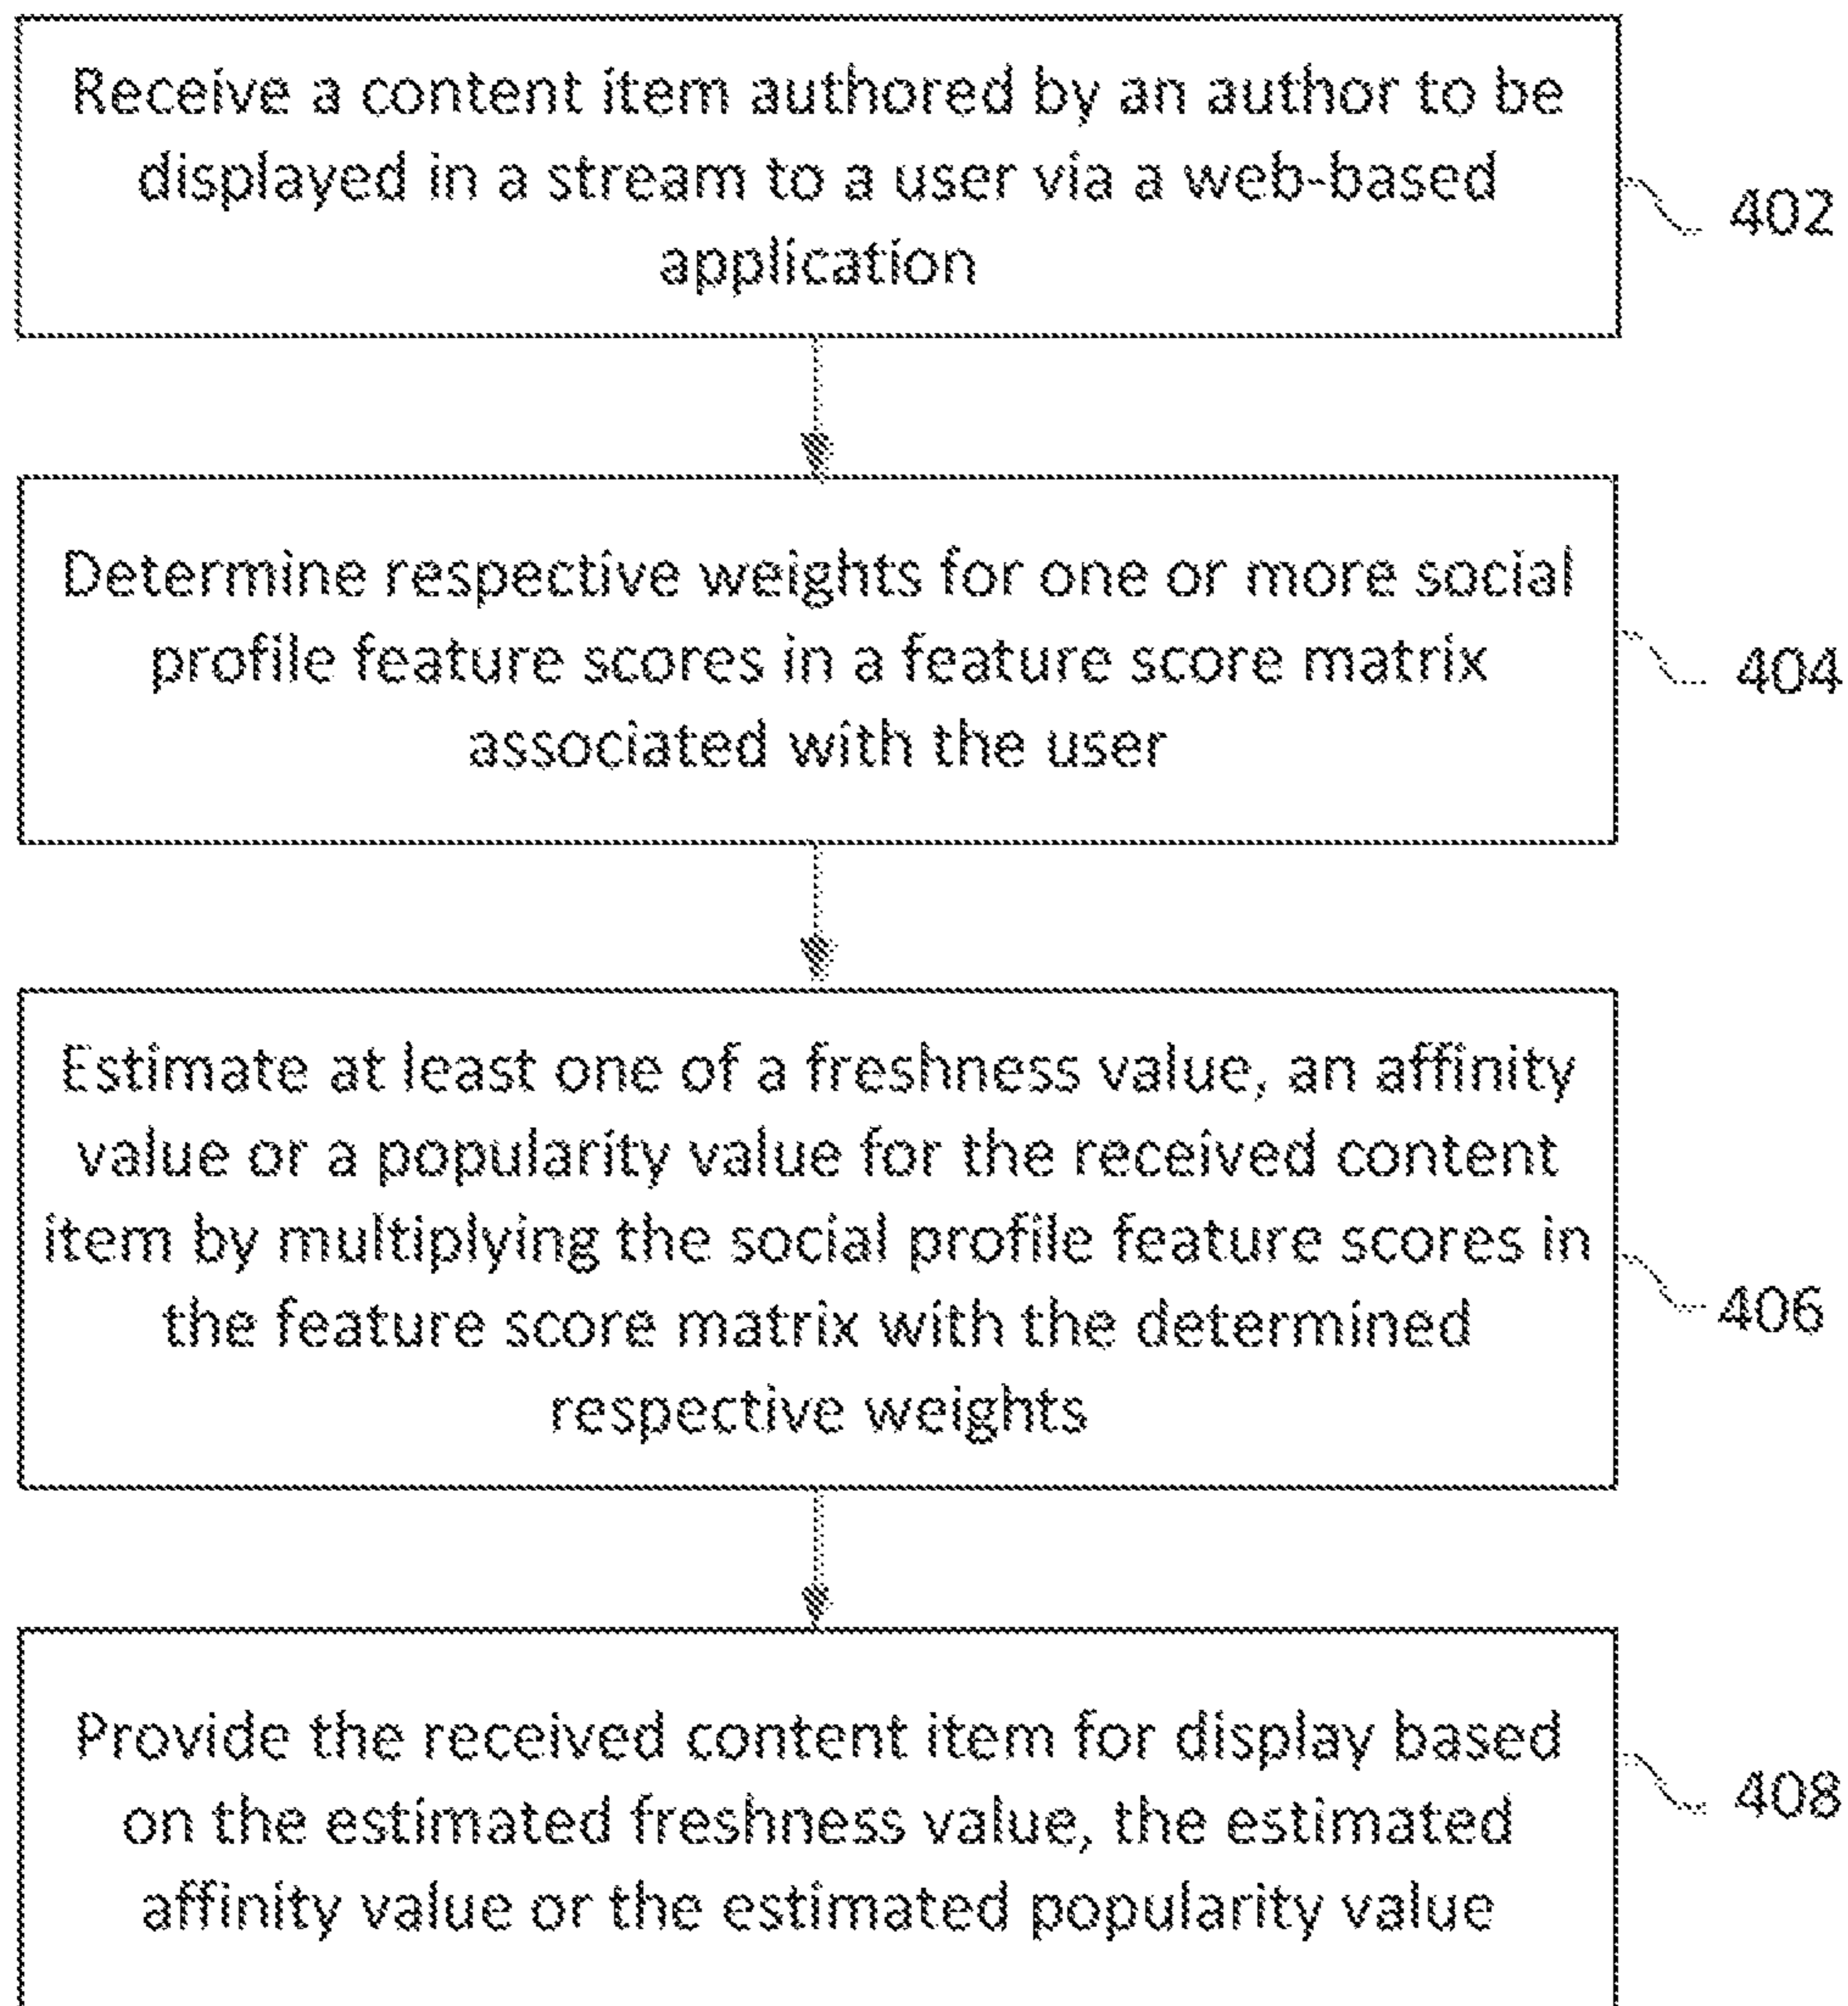 Receive a content item authored by an author to be
displayed in a stream to a user via a web-based
application
402
Determine respective weights for one or more social
profile feature scores in a feature score matrix
associated with the user
404
Estimate at least one of a freshness value, an affinity
value or a popularity value for the received content
item by multiplying the social profile feature scores in
the feature score matrix with the determined
respective weights
406
Provide the received content item for display based
on the estimated freshness value, the estimated
affinity value or the estimated popularity value
408